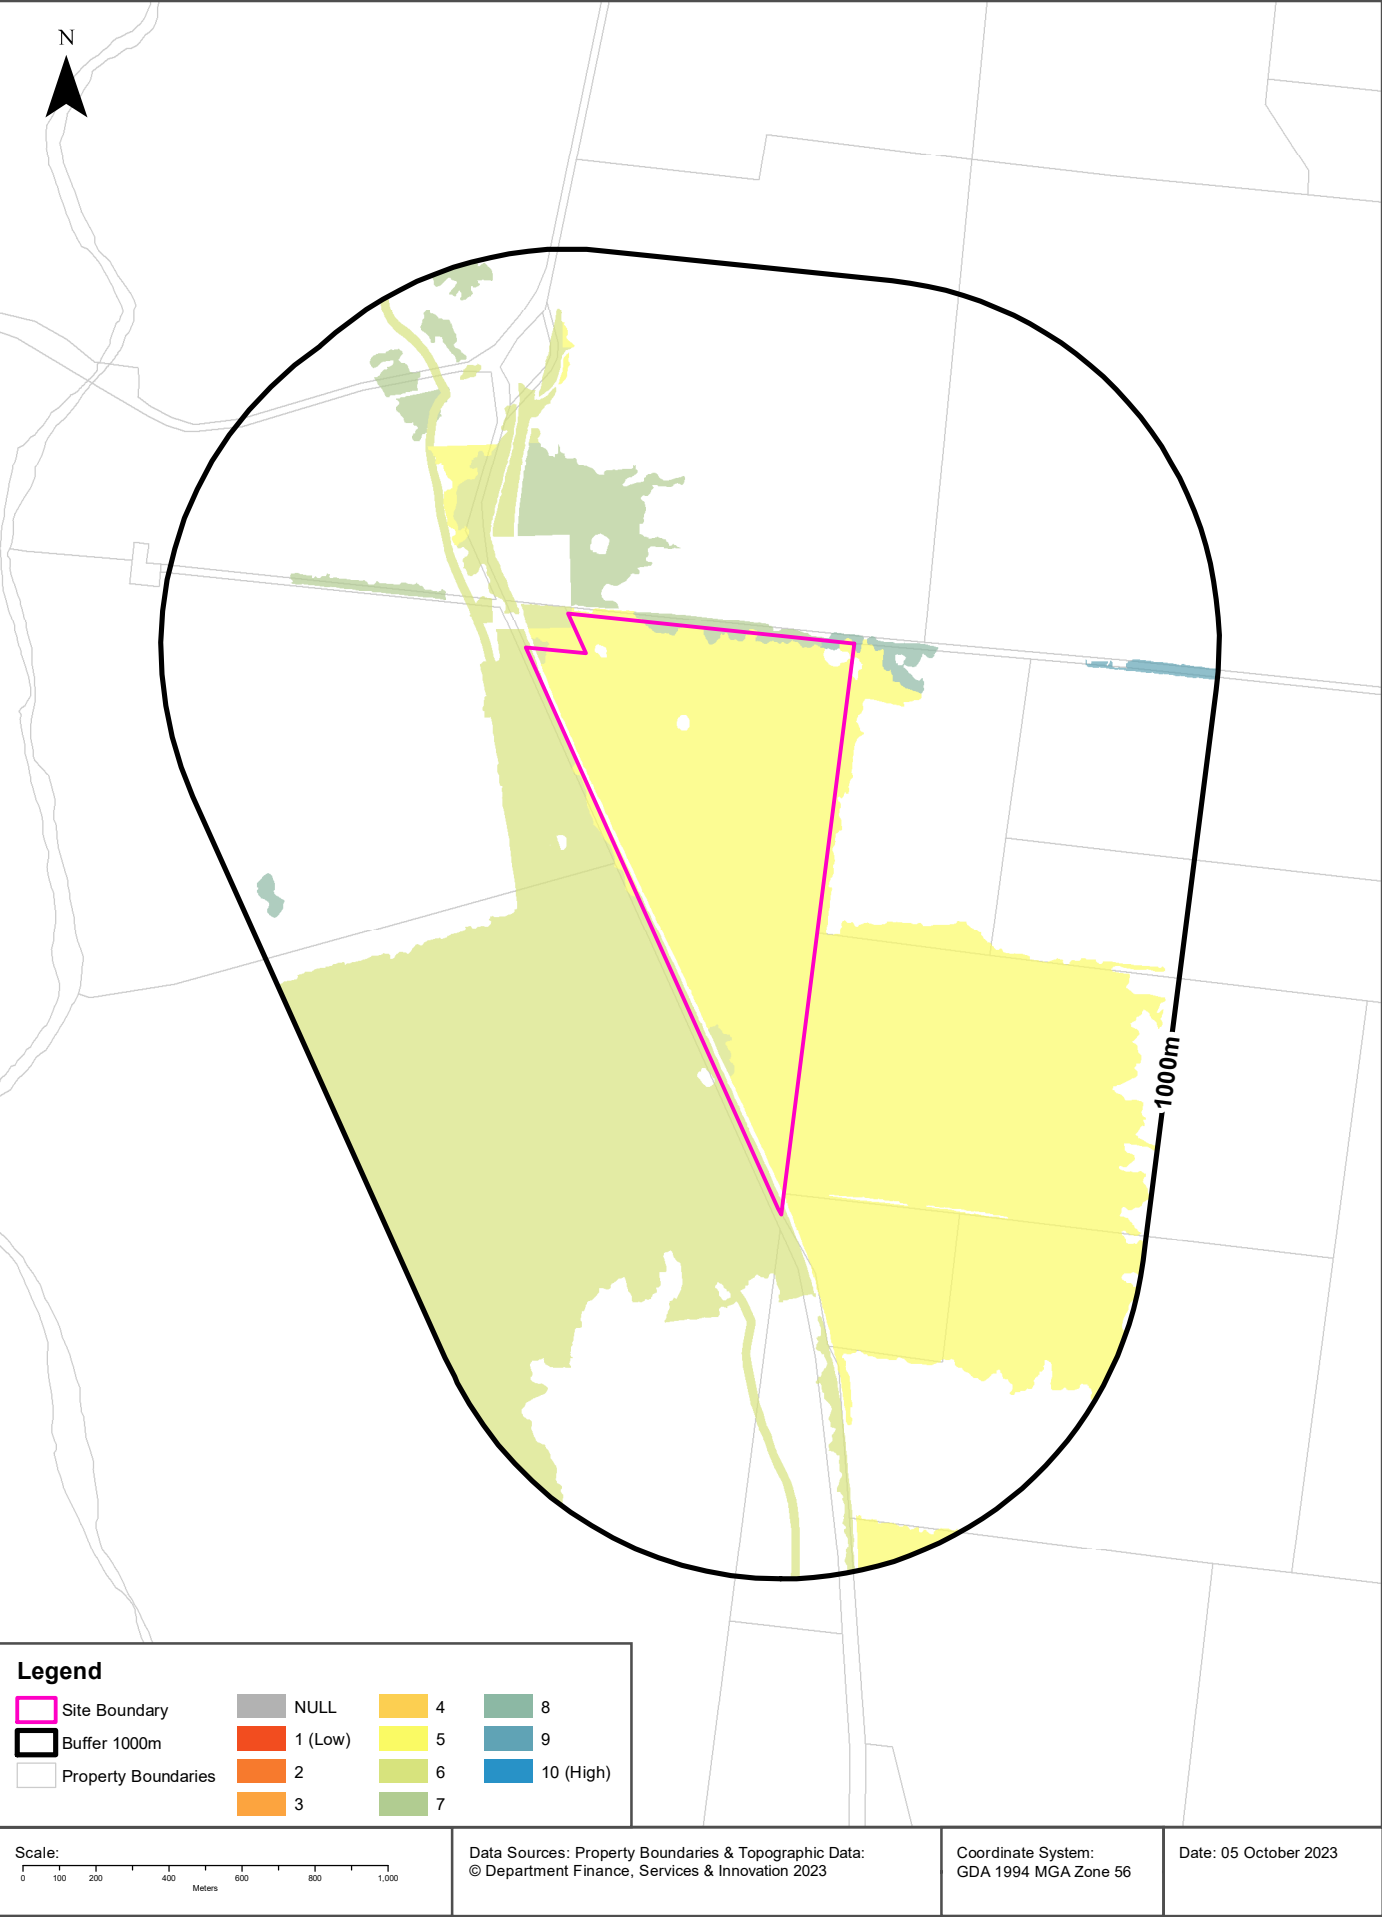 N
1000m
Legend
Site Boundary
Buffer 1000m
Property Boundaries
NULL
1 (Low)
2
3
4
5
6
7
8
9
10 (High)
Scale:
0 100 200 400 600 800 1,000
Meters
Data Sources: Property Boundaries & Topographic Data:
© Department Finance, Services & Innovation 2023
Coordinate System:
GDA 1994 MGA Zone 56
Date: 05 October 2023